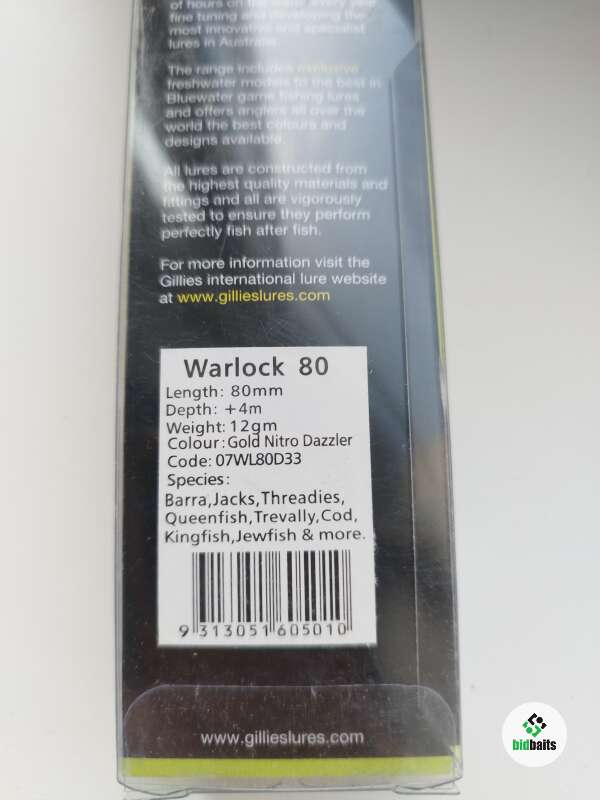 of hours on the water every year
fine tuning and developing the
most innovative and specialist
lures in Australia.
The range includes exclusive
freshwater models to the best in
Bluewater game fishing lures
and offers anglers all over the
world the best colours and
designs available.
All lures are constructed from
the highest quality materials and
fittings and all are vigorously
tested to ensure they perform
perfectly fish after fish.
For more information visit the
Gillies international lure website
at www.gillieslures.com
Warlock 80
Length: 80mm
Depth: +4m
Weight: 12gm
Colour: Gold Nitro Dazzler
Code: 07WL80D33
Species:
Barra,Jacks,Threadies,
Queenfish,Trevally,Cod,
Kingfish,Jewfish & more.
9 313051 605010
www.gillieslures.com
bidbaits